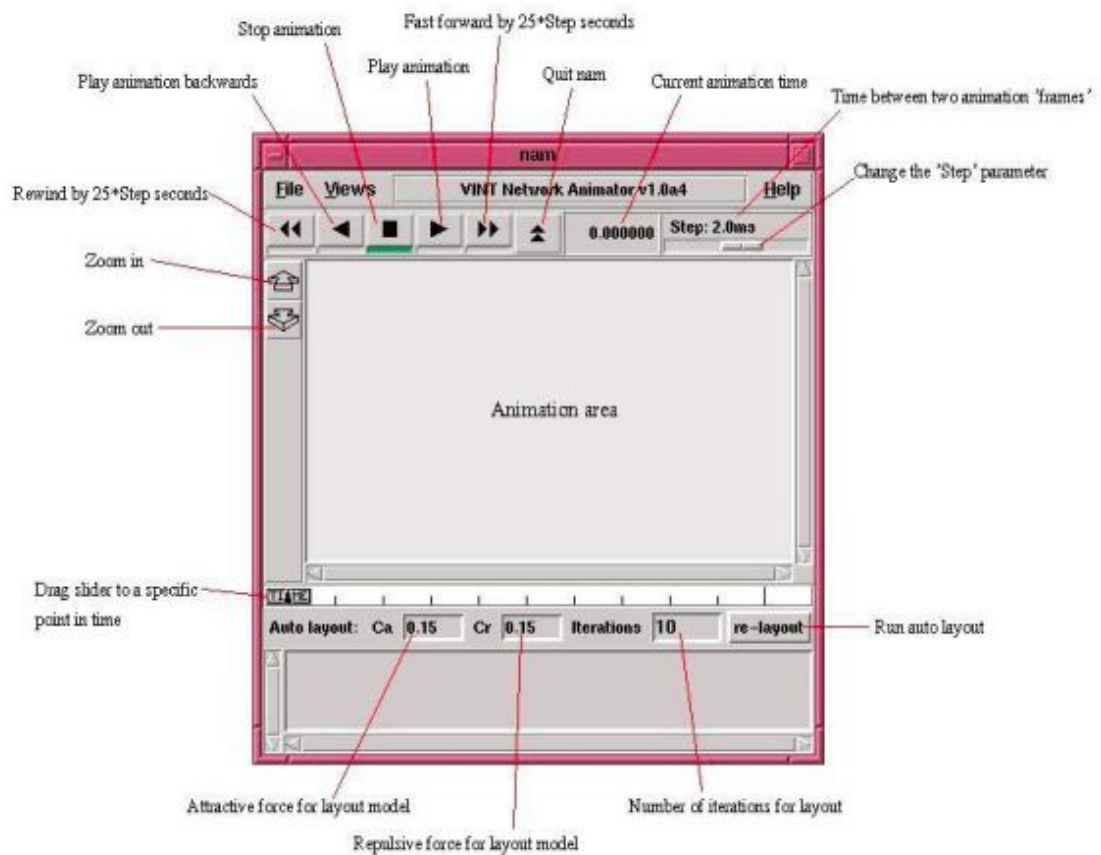 Fast forward by 25*Step seconds
Stop animation
Play animation
Quit nam
Play animation backwards
Current animation time
Time between two animation 'frames'
nam
Change the 'Step' parameter
File Views VINT Network Animator v1.0a4 Help
Rewind by 25*Step seconds
0.000000 Step: 2.0ms
Zoom in
Zoom out
Animation area
Drag slider to a specific
point in time
TIME
Auto layout: Ca 0.15 Cr 0.15 Iterations 10 re-layout
Run auto layout
Attractive force for layout model
Number of iterations for layout
Repulsive force for layout model